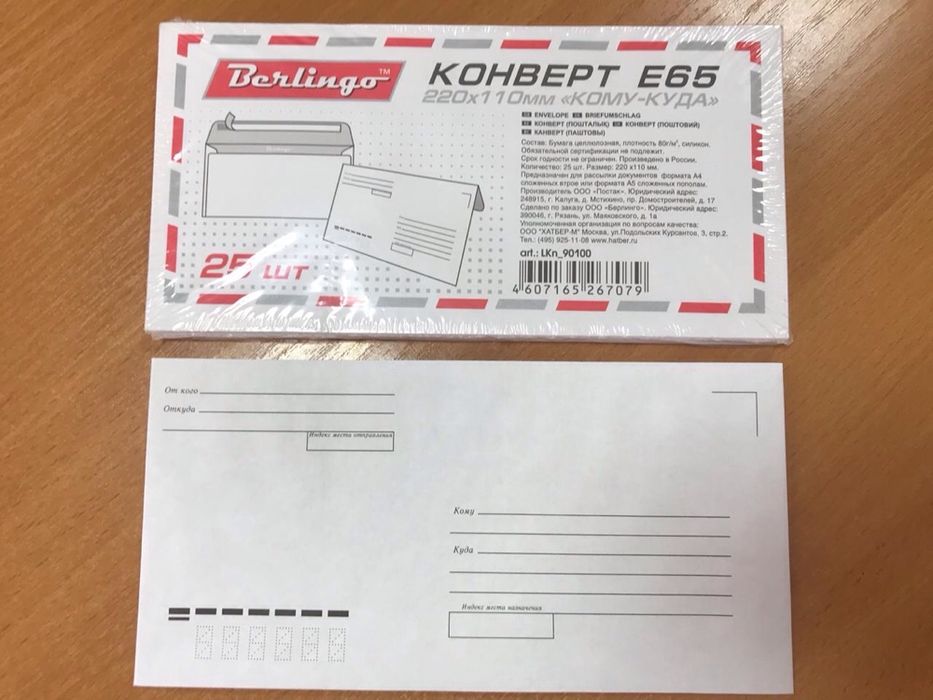 Berlingo™
КОНВЕРТ E65
220х110мм «КОМУ-КУДА»
ENVELOPE BRIEFUMSCHLAG
КОНВЕРТ (ПОШТАЛЫК) КОНВЕРТ (ПОШТОВИЙ)
КАНВЕРТ (ПАШТОВЫ)
Состав: Бумага целлюлозная, плотность 80г/м², силикон.
Обязательной сертификации не подлежит.
Срок годности не ограничен. Произведено в России.
Количество: 25 шт. Размер: 220 х110 мм.
Предназначен для рассылки документов формата А4
сложенных втрое или формата А5 сложенных пополам.
Производитель ООО «Постак». Юридический адрес:
248915, г. Калуга, д. Мстихино, пр. Домостроителей, д. 17
Сделано по заказу ООО «Берлинго». Юридический адрес:
390046, г. Рязань, ул. Маяковского, д. 1а
Уполномоченная организация по вопросам качества:
ООО "ХАТБЕР-М" Москва, ул.Подольских Курсантов, 3, стр.2.
Тел.: (495) 925-11-08 www.hatber.ru
art.: LKn_90100
4 607165 267079
Berlingo
25 шт
От кого
Откуда
Индекс места отправления
Кому
Куда
Индекс места назначения